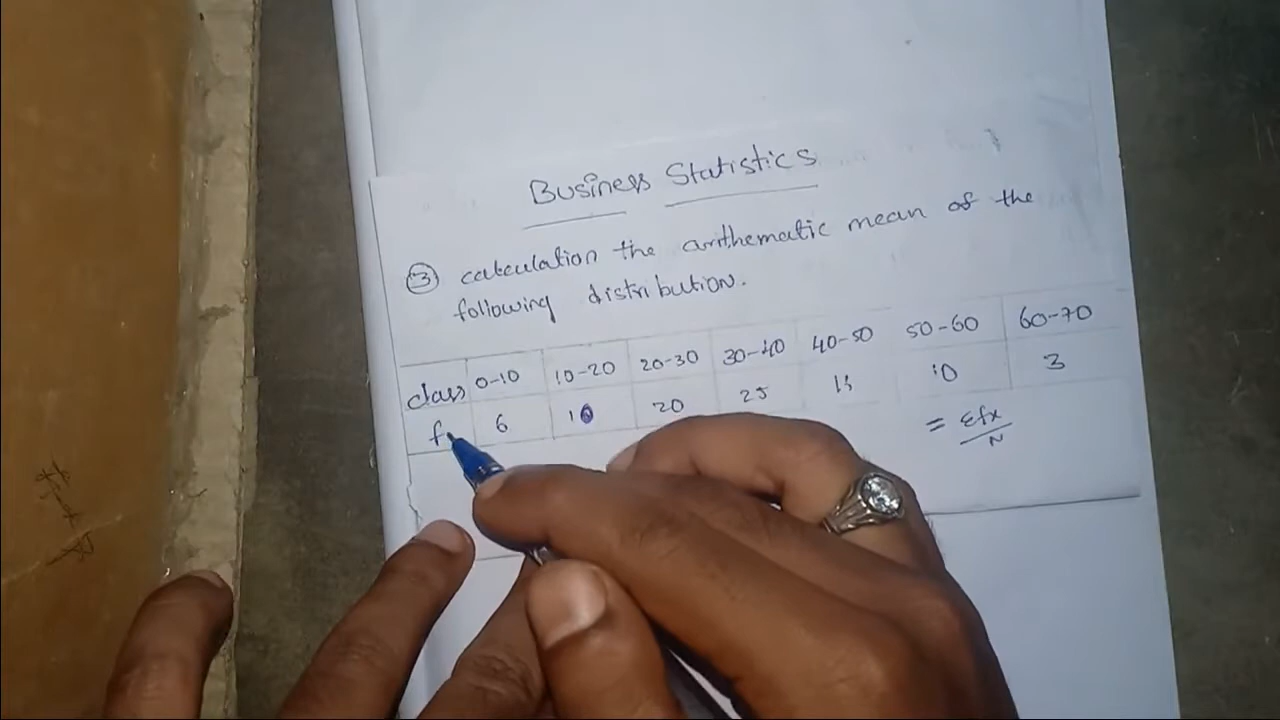 Business Statistics
③ calculation the arithematic mean of the
following distribution.
class 0-10 10-20 20-30 30-40 40-50 50-60 60-70
f 6 10 20 25 10 3
= Σfx/N